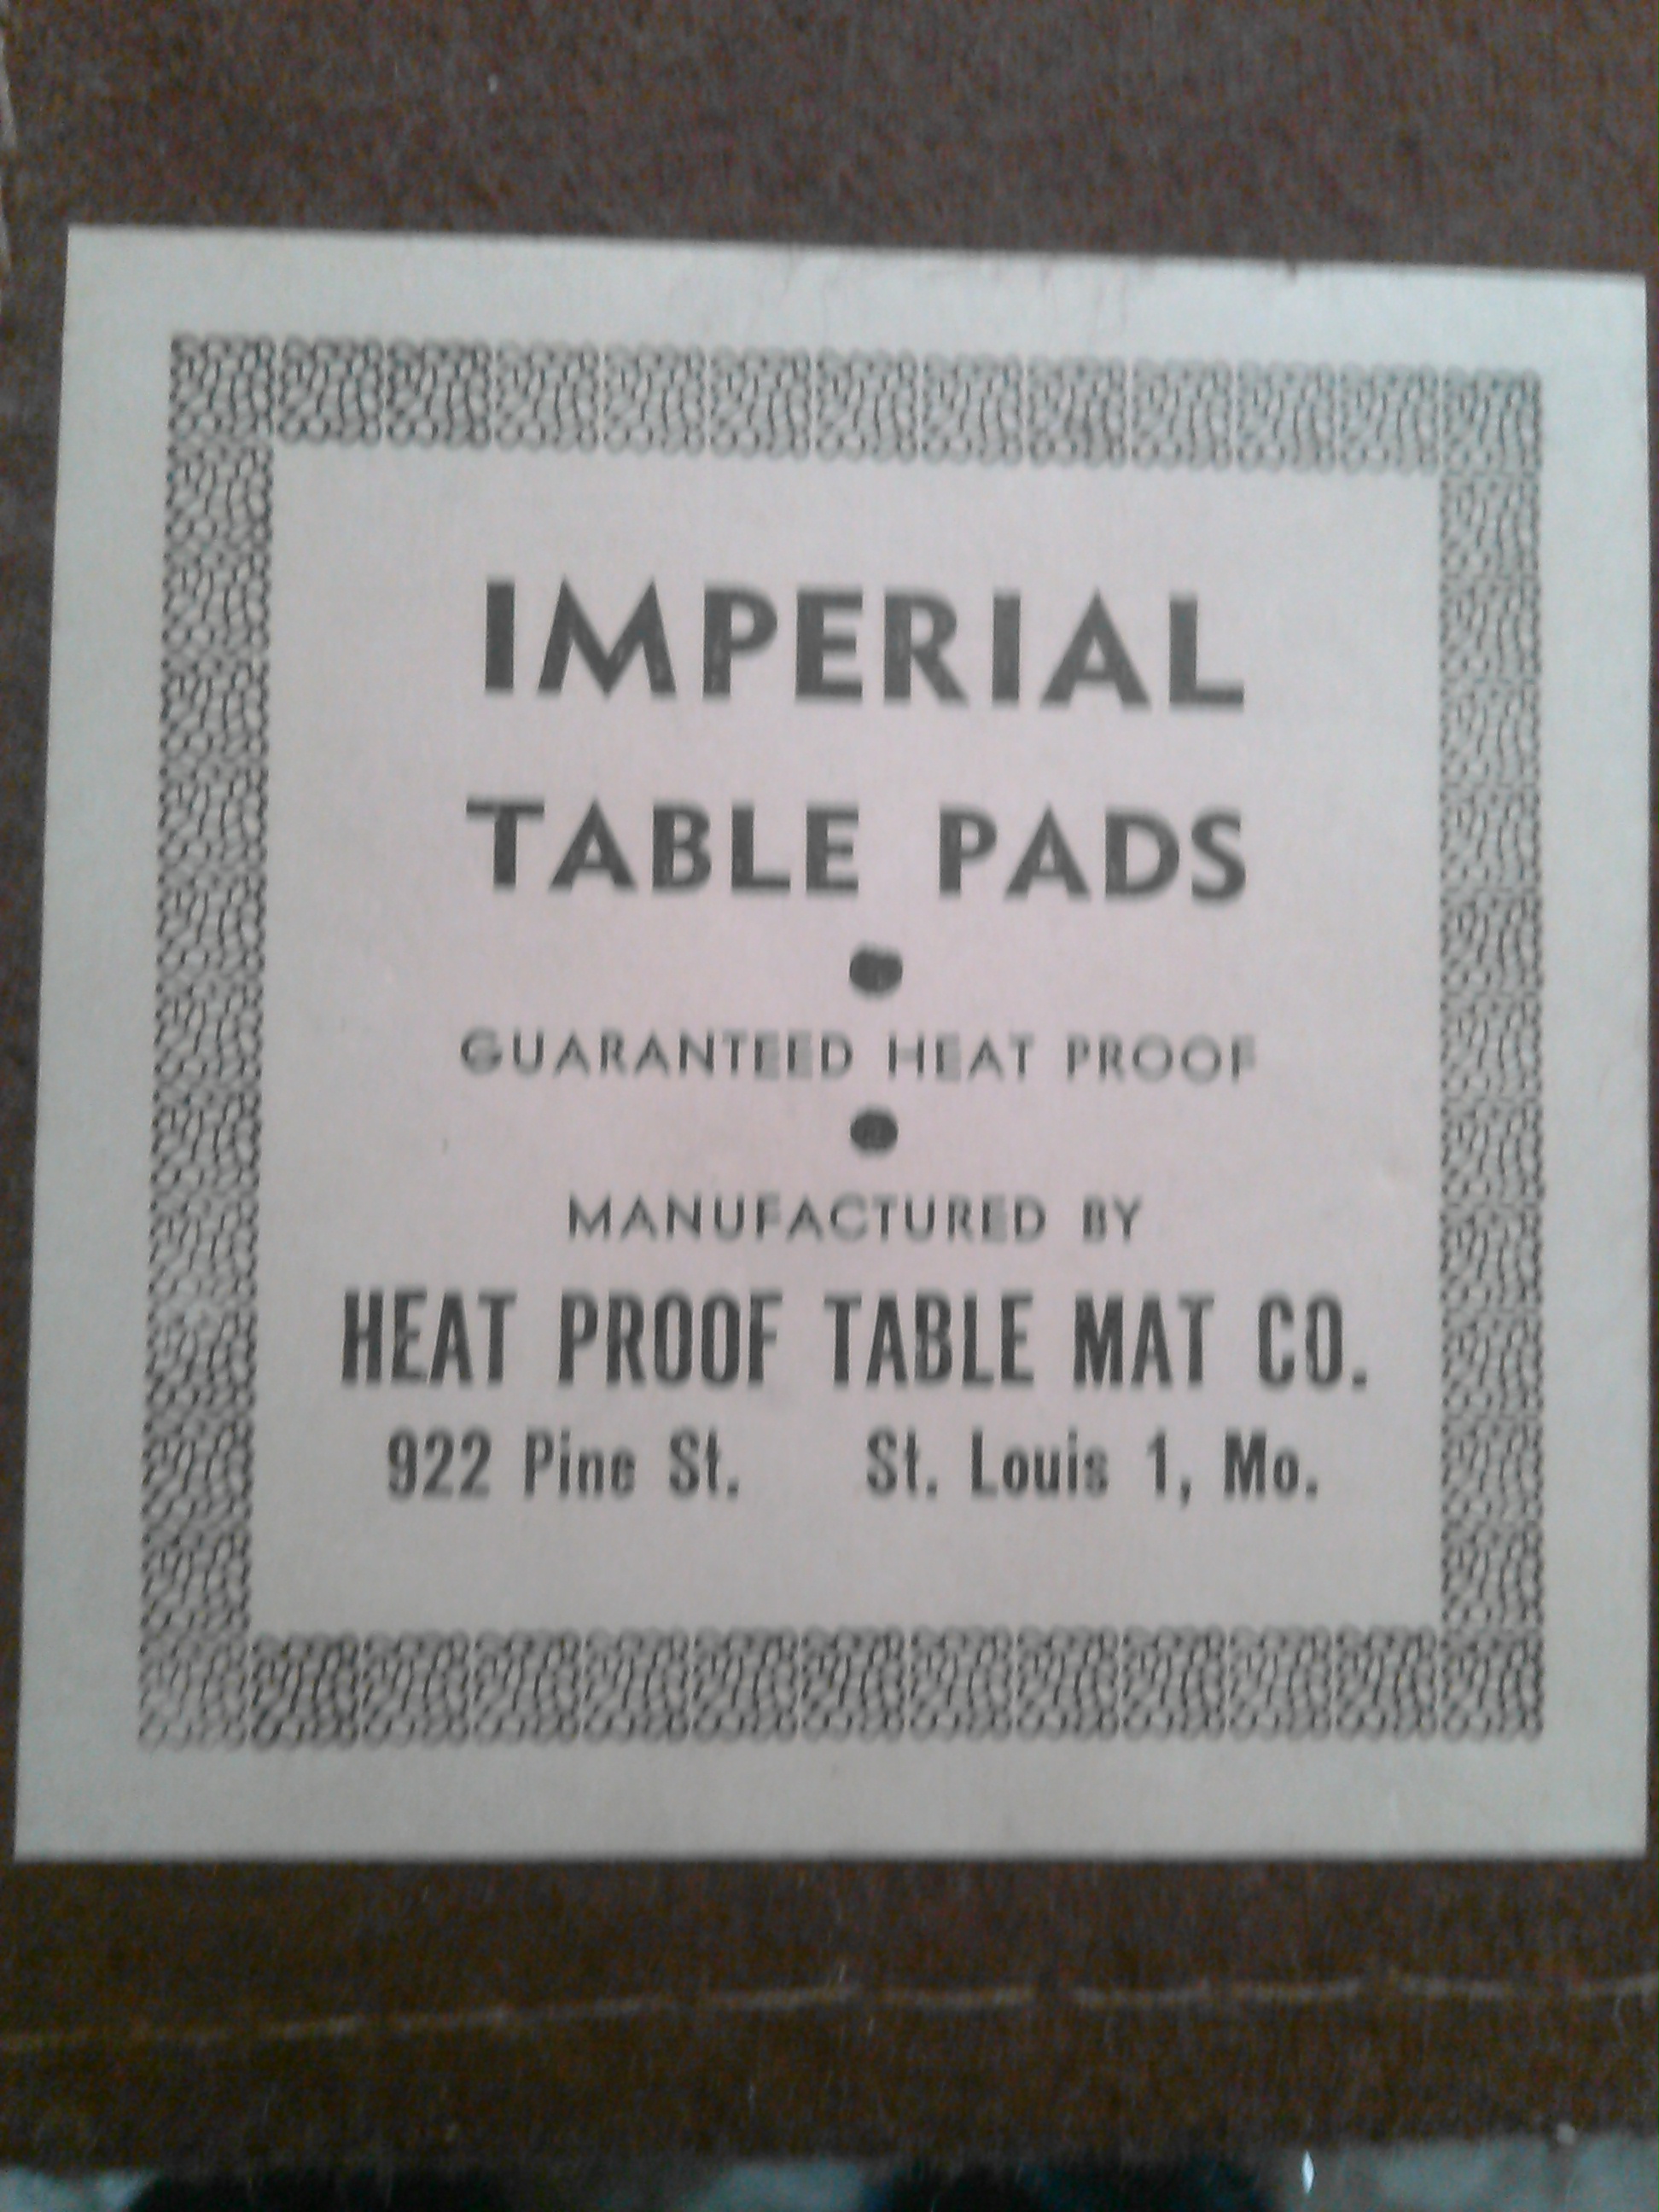 IMPERIAL
TABLE PADS
●
GUARANTEED HEAT PROOF
●
MANUFACTURED BY
HEAT PROOF TABLE MAT CO.
922 Pine St. St. Louis 1, Mo.